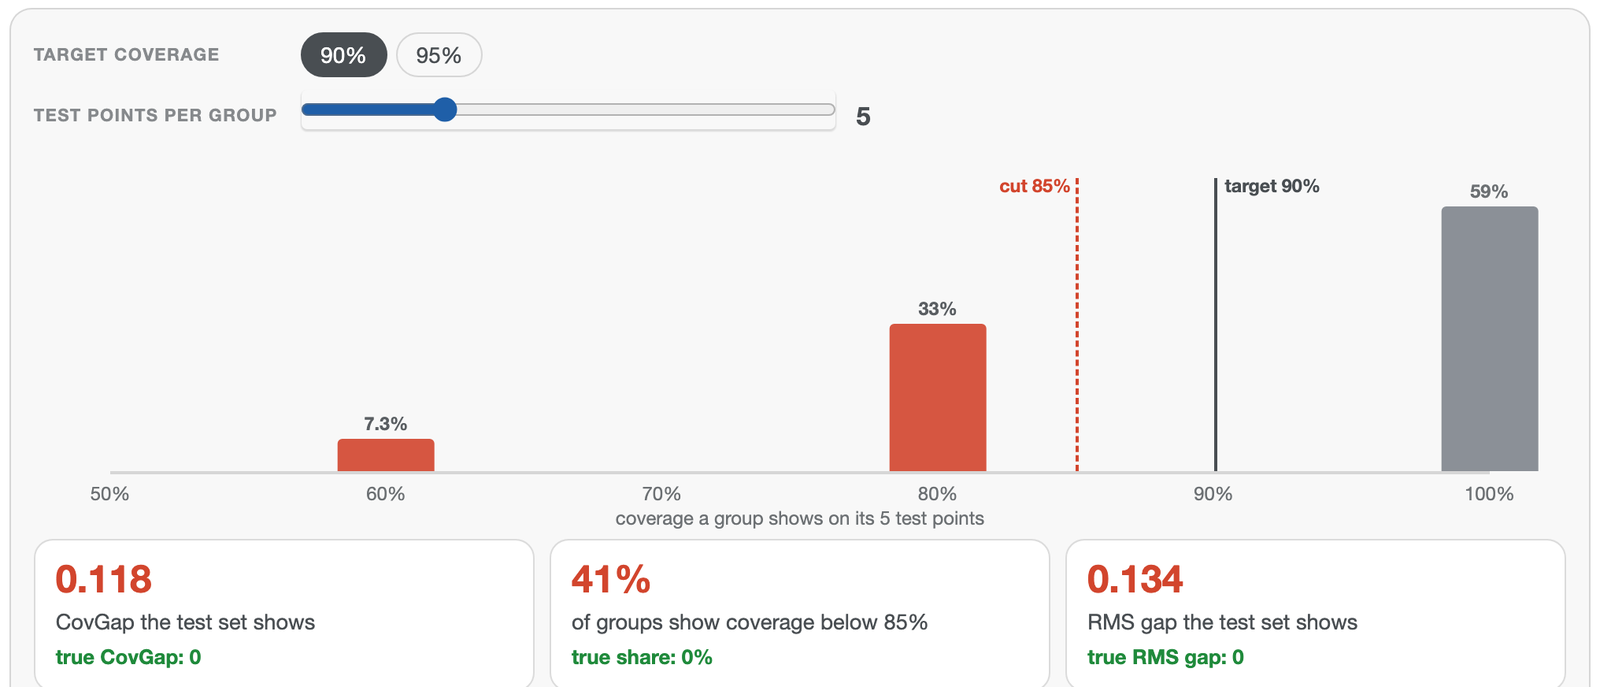 TARGET COVERAGE 90% 95%
TEST POINTS PER GROUP 5
cut 85% target 90% 59%
33%
7.3%
50% 60% 70% 80% 90% 100%
coverage a group shows on its 5 test points
0.118
CovGap the test set shows
true CovGap: 0
41%
of groups show coverage below 85%
true share: 0%
0.134
RMS gap the test set shows
true RMS gap: 0